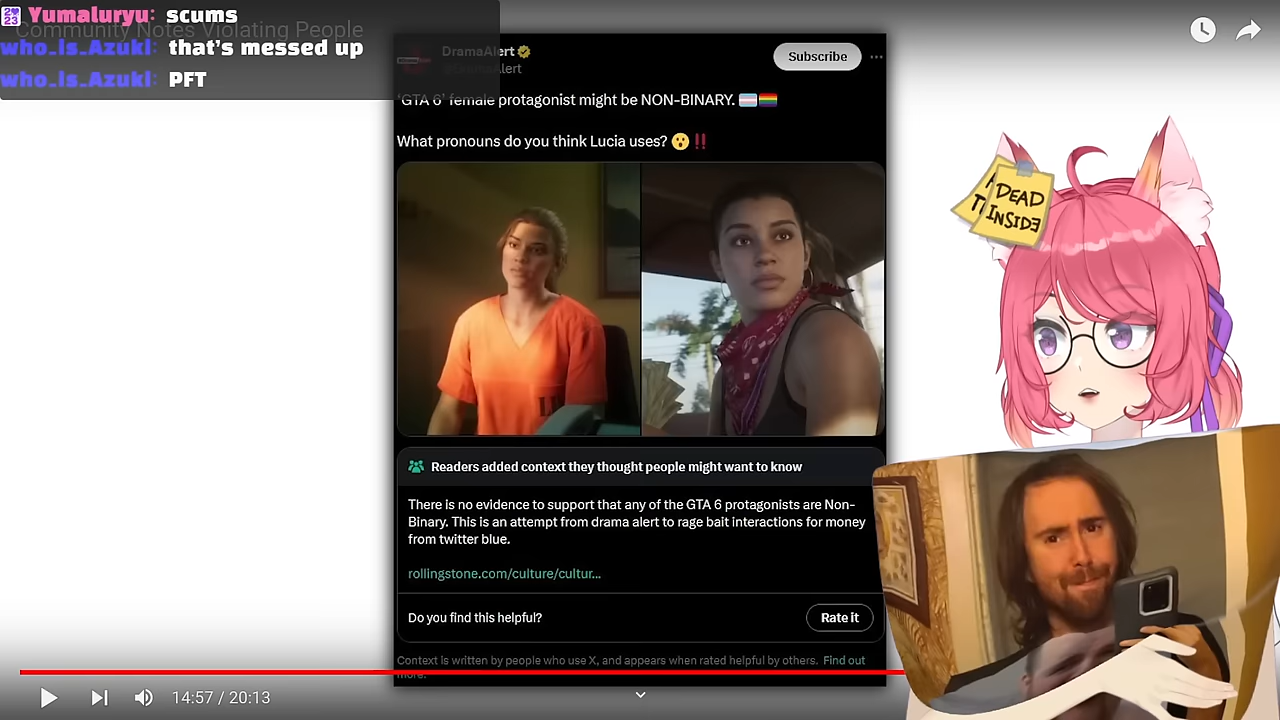 Yumaluryu: scums
Community Notes Violating People
who_is_Azuki: that's messed up
who_is_Azuki: PFT
DramaAlert
Subscribe
'GTA 6' female protagonist might be NON-BINARY.
What pronouns do you think Lucia uses? 😮‼️
Readers added context they thought people might want to know
There is no evidence to support that any of the GTA 6 protagonists are Non-
Binary. This is an attempt from drama alert to rage bait interactions for money
from twitter blue.
rollingstone.com/culture/cultur...
Do you find this helpful?
Rate it
Context is written by people who use X, and appears when rated helpful by others. Find out
more.
14:57 / 20:13
DEAD
INSIDE